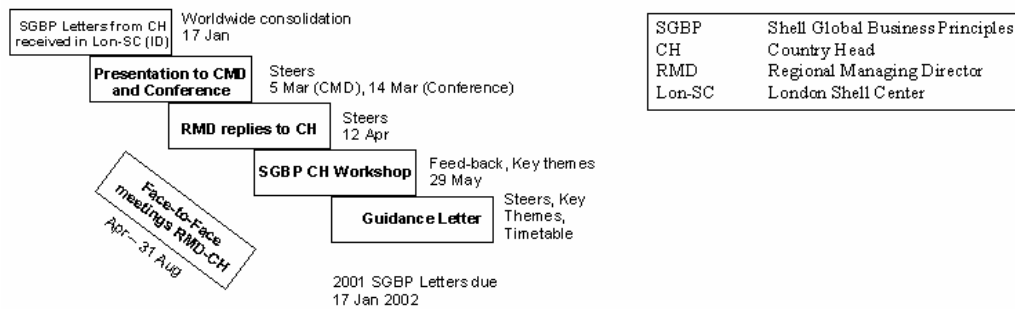 SGBP Letters from CH
received in Lon-SC (ID)
Worldwide consolidation
17 Jan
Presentation to CMD
and Conference
Steers
5 Mar (CMD), 14 Mar (Conference)
RMD replies to CH
Steers
12 Apr
SGBP CH Workshop
Feed-back, Key themes
29 May
Guidance Letter
Steers, Key
Themes,
Timetable
Face-to-Face
meetings RMD-CH
Apr– 31 Aug
2001 SGBP Letters due
17 Jan 2002
SGBP Shell Global Business Principles
CH Country Head
RMD Regional Managing Director
Lon-SC London Shell Center